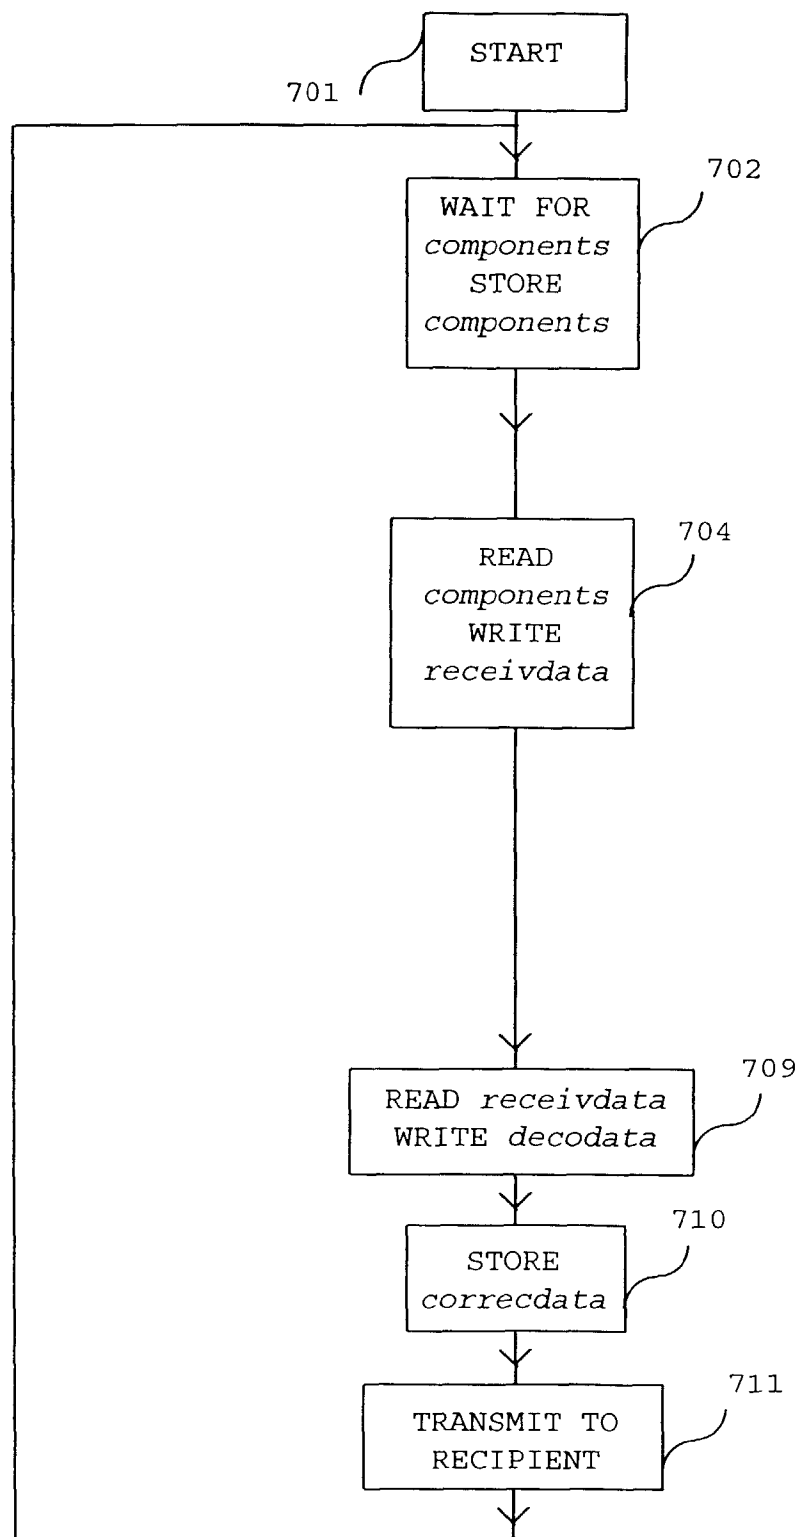 START
701
702
WAIT FOR
components
STORE
components
704
READ
components
WRITE
receivdata
709
READ receivdata
WRITE decodata
710
STORE
correcdata
711
TRANSMIT TO
RECIPIENT